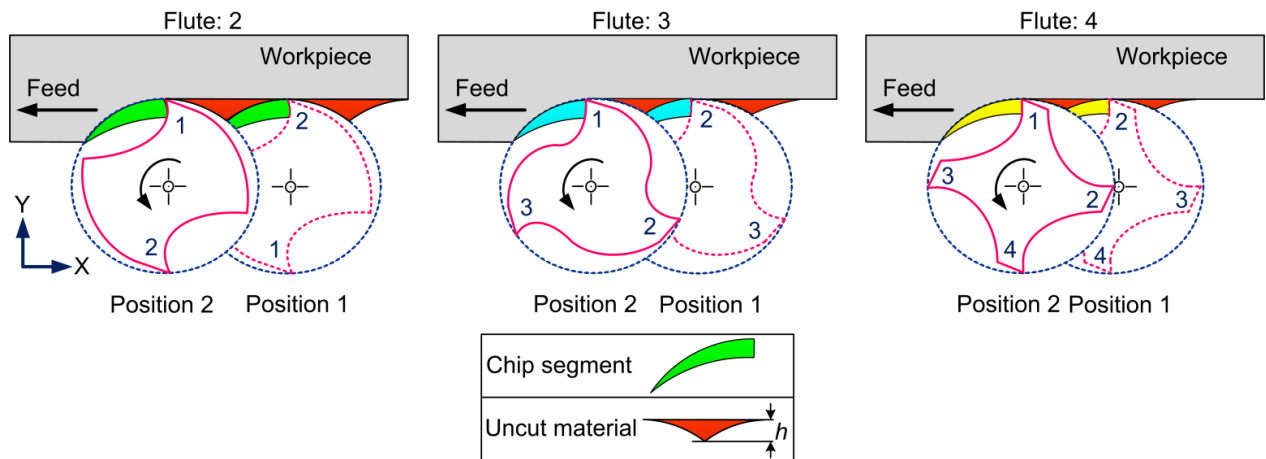 Flute: 2
Workpiece
Feed
1
2
2
1
Y
X
Position 2 Position 1
Flute: 3
Workpiece
Feed
1
2
3
2
3
Position 2 Position 1
Flute: 4
Workpiece
Feed
1
2
3
2
3
4
4
Position 2 Position 1
Chip segment
Uncut material
h